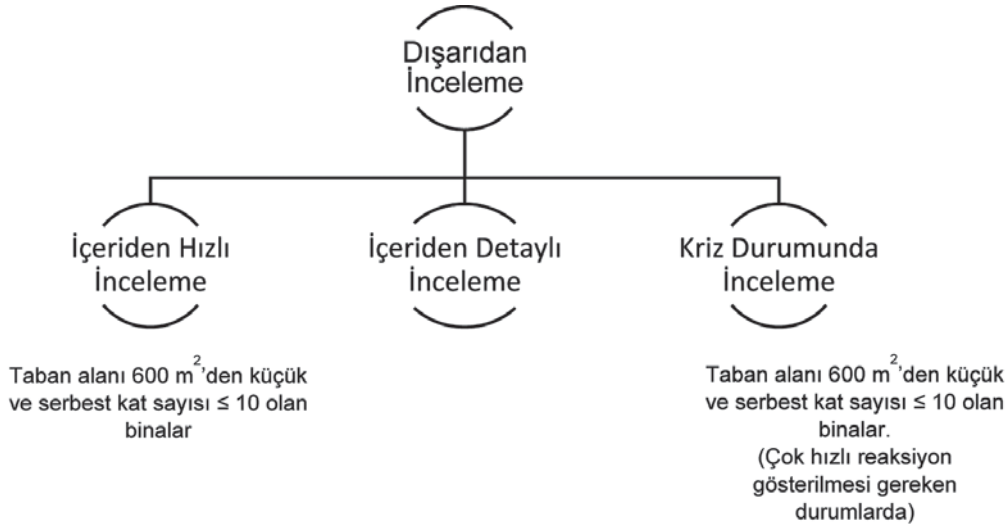 Dışarıdan
İnceleme
İçeriden Hızlı
İnceleme
İçeriden Detaylı
İnceleme
Kriz Durumunda
İnceleme
Taban alanı 600 m²'den küçük
ve serbest kat sayısı ≤ 10 olan
binalar
Taban alanı 600 m²'den küçük
ve serbest kat sayısı ≤ 10 olan
binalar.
(Çok hızlı reaksiyon
gösterilmesi gereken
durumlarda)